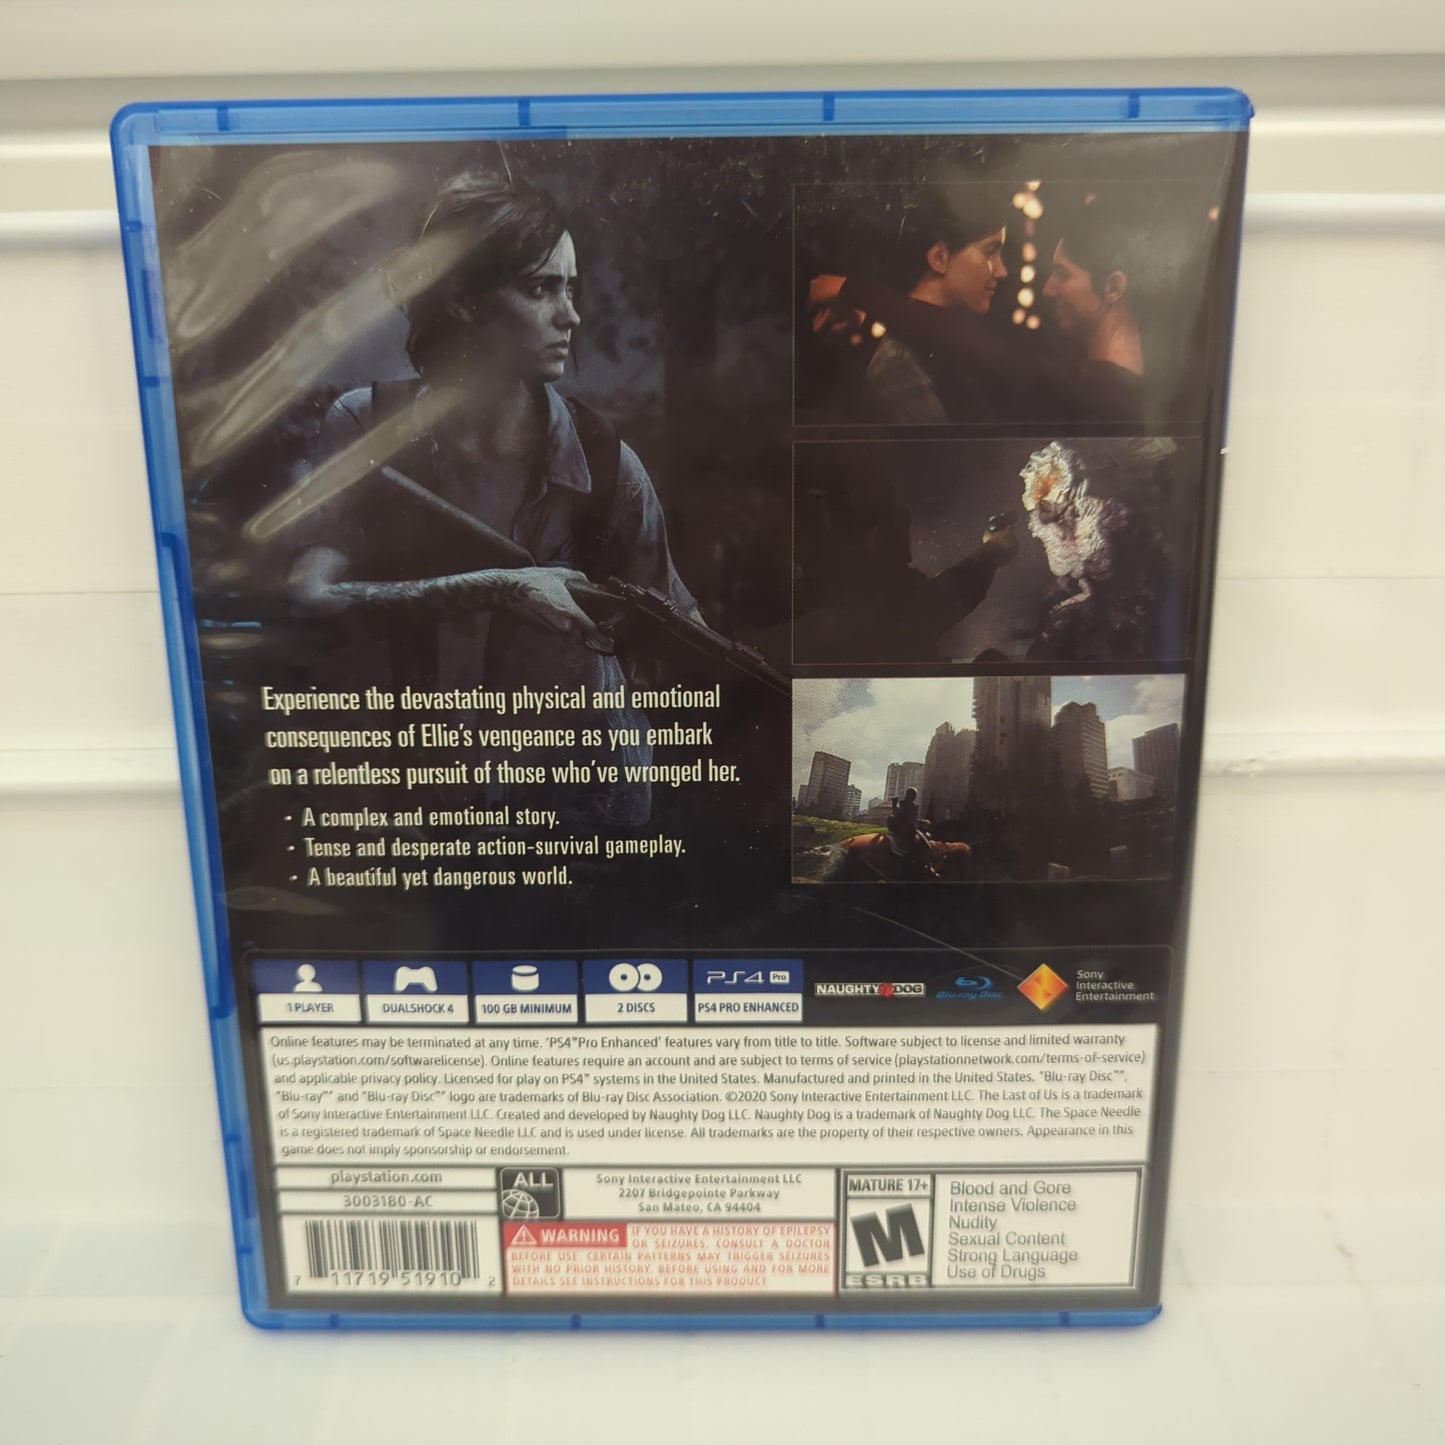 Experience the devastating physical and emotional
consequences of Ellie's vengeance as you embark
on a relentless pursuit of those who've wronged her.
• A complex and emotional story.
• Tense and desperate action-survival gameplay.
• A beautiful yet dangerous world.
1 PLAYER
DUALSHOCK 4
100 GB MINIMUM
2 DISCS
PS4 Pro
PS4 PRO ENHANCED
NAUGHTY DOG
Blu-ray Disc
Sony
Interactive
Entertainment
Online features may be terminated at any time. 'PS4™Pro Enhanced' features vary from title to title. Software subject to license and limited warranty
(us.playstation.com/softwarelicense). Online features require an account and are subject to terms of service (playstationnetwork.com/terms-of-service)
and applicable privacy policy. Licensed for play on PS4™ systems in the United States. Manufactured and printed in the United States. "Blu-ray Disc™",
"Blu-ray™" and "Blu-ray Disc™" logo are trademarks of Blu-ray Disc Association. ©2020 Sony Interactive Entertainment LLC. The Last of Us is a trademark
of Sony Interactive Entertainment LLC. Created and developed by Naughty Dog LLC. Naughty Dog is a trademark of Naughty Dog LLC. The Space Needle
is a registered trademark of Space Needle LLC and is used under license. All trademarks are the property of their respective owners. Appearance in this
game does not imply sponsorship or endorsement.
playstation.com
3003180-AC
7 11719 51910 2
ALL
Sony Interactive Entertainment LLC
2207 Bridgepointe Parkway
San Mateo, CA 94404
WARNING IF YOU HAVE A HISTORY OF EPILEPSY
OR SEIZURES, CONSULT A DOCTOR
BEFORE USE. CERTAIN PATTERNS MAY TRIGGER SEIZURES
WITH NO PRIOR HISTORY. BEFORE USING AND FOR MORE
DETAILS SEE INSTRUCTIONS FOR THIS PRODUCT.
MATURE 17+
M
ESRB
Blood and Gore
Intense Violence
Nudity
Sexual Content
Strong Language
Use of Drugs